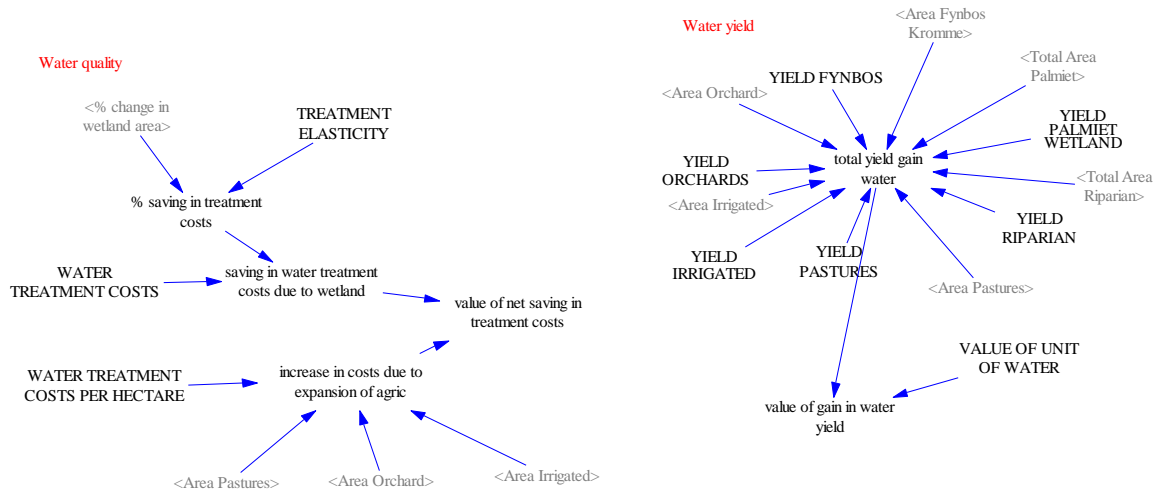 Water quality
<% change in
wetland area>
TREATMENT
ELASTICITY
% saving in treatment
costs
WATER
TREATMENT COSTS
saving in water treatment
costs due to wetland
value of net saving in
treatment costs
WATER TREATMENT
COSTS PER HECTARE
increase in costs due to
expansion of agric
<Area Pastures>
<Area Orchard>
<Area Irrigated>
Water yield
<Area Fynbos
Kromme>
<Total Area
Palmiet>
YIELD FYNBOS
<Area Orchard>
YIELD
PALMIET
WETLAND
total yield gain
water
YIELD
ORCHARDS
<Total Area
Riparian>
<Area Irrigated>
YIELD
RIPARIAN
YIELD
IRRIGATED
YIELD
PASTURES
<Area Pastures>
VALUE OF UNIT
OF WATER
value of gain in water
yield